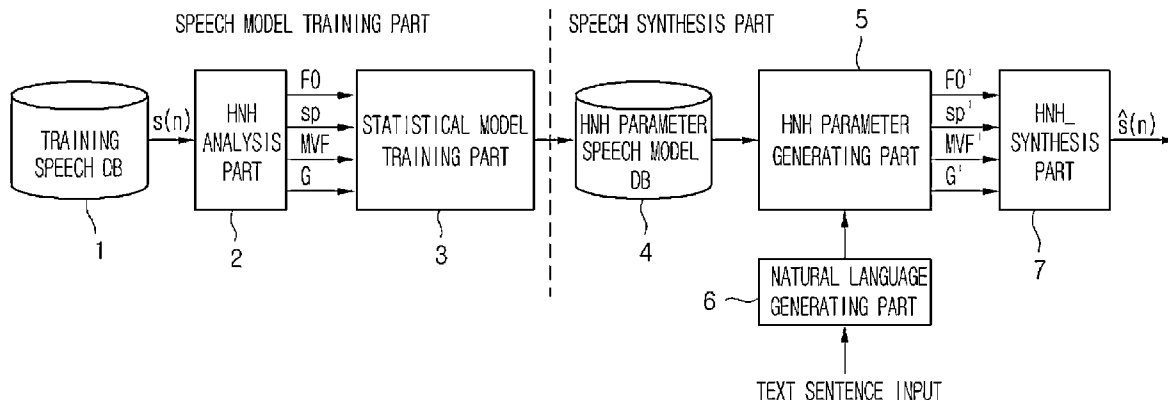 SPEECH MODEL TRAINING PART
SPEECH SYNTHESIS PART
5
TRAINING
SPEECH DB
1
s(n)
HNH
ANALYSIS
PART
2
F0
sp
MVF
G
STATISTICAL MODEL
TRAINING PART
3
HNH PARAMETER
SPEECH MODEL
DB
4
HNH PARAMETER
GENERATING PART
F0'
sp'
MVF'
G'
HNH_
SYNTHESIS
PART
7
ŝ(n)
6
NATURAL LANGUAGE
GENERATING PART
TEXT SENTENCE INPUT